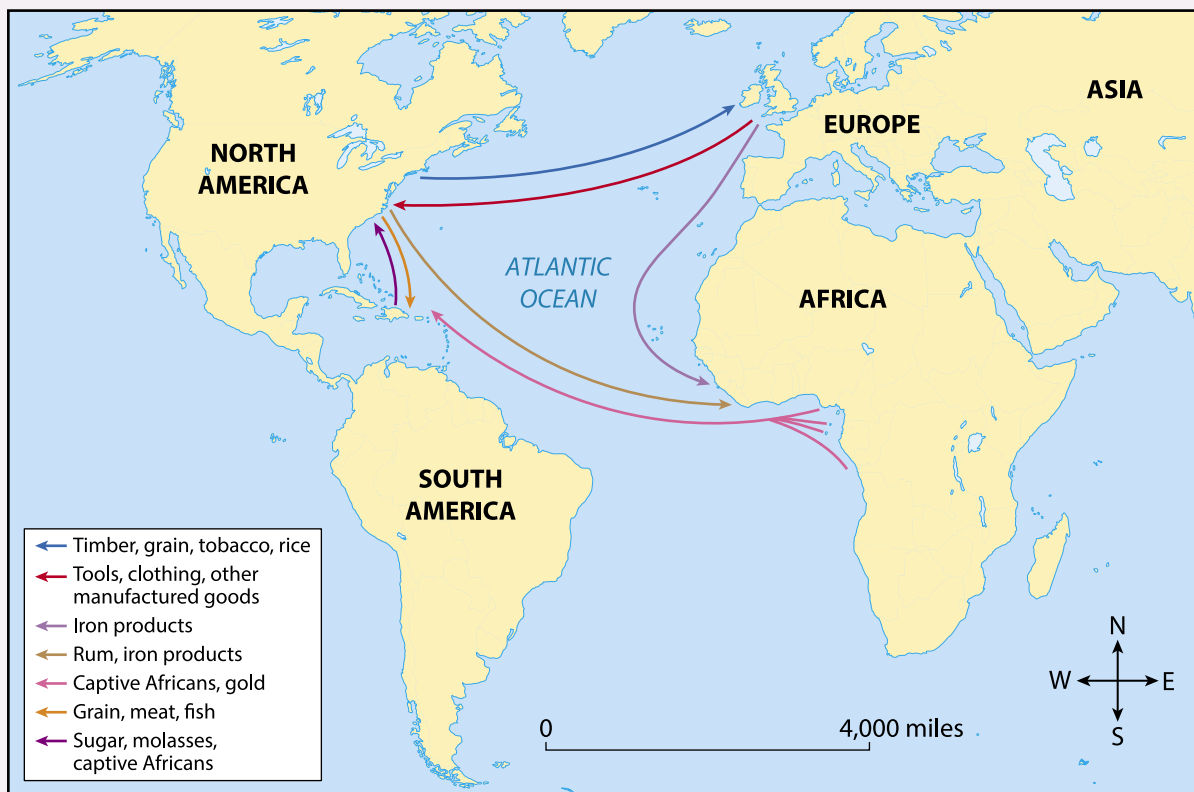 ASIA
EUROPE
NORTH
AMERICA
ATLANTIC
OCEAN
AFRICA
SOUTH
AMERICA
Timber, grain, tobacco, rice
Tools, clothing, other
manufactured goods
Iron products
Rum, iron products
Captive Africans, gold
Grain, meat, fish
Sugar, molasses,
captive Africans
0
4,000 miles
N
W
E
S